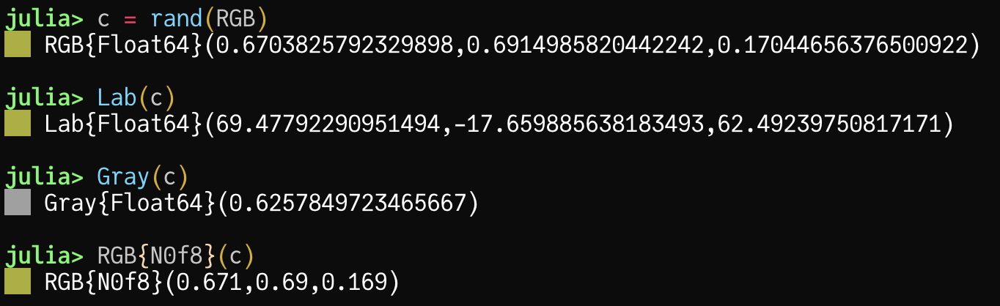 julia> c = rand(RGB)
RGB{Float64}(0.6703825792329898,0.6914985820442242,0.17044656376500922)
julia> Lab(c)
Lab{Float64}(69.47792290951494,-17.659885638183493,62.49239750817171)
julia> Gray(c)
Gray{Float64}(0.6257849723465667)
julia> RGB{N0f8}(c)
RGB{N0f8}(0.671,0.69,0.169)